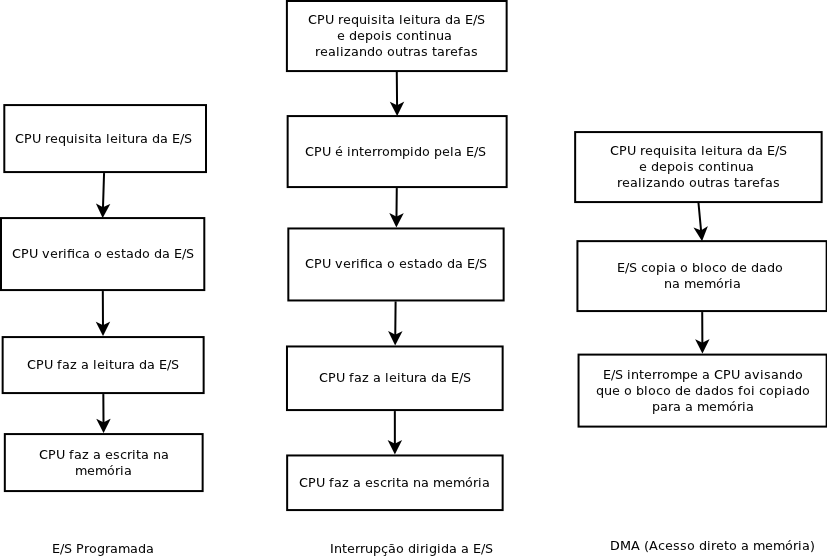 CPU requisita leitura da E/S
CPU verifica o estado da E/S
CPU faz a leitura da E/S
CPU faz a escrita na
memória
E/S Programada
CPU requisita leitura da E/S
e depois continua
realizando outras tarefas
CPU é interrompido pela E/S
CPU verifica o estado da E/S
CPU faz a leitura da E/S
CPU faz a escrita na memória
Interrupção dirigida a E/S
CPU requisita leitura da E/S
e depois continua
realizando outras tarefas
E/S copia o bloco de dado
na memória
E/S interrompe a CPU avisando
que o bloco de dados foi copiado
para a memória
DMA (Acesso direto a memória)